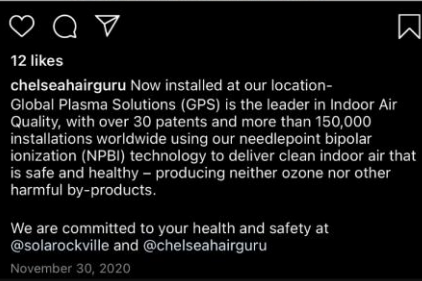 12 likes
chelseahairguru Now installed at our location-
Global Plasma Solutions (GPS) is the leader in Indoor Air
Quality, with over 30 patents and more than 150,000
installations worldwide using our needlepoint bipolar
ionization (NPBI) technology to deliver clean indoor air that
is safe and healthy – producing neither ozone nor other
harmful by-products.
We are committed to your health and safety at
@solarockville and @chelseahairguru
November 30, 2020